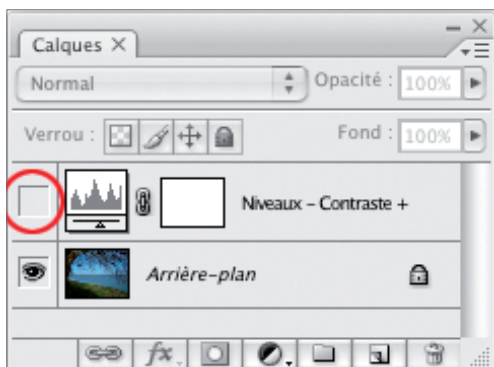 Calques ×
Normal Opacité : 100%
Verrou : Fond : 100%
Niveaux - Contraste +
Arrière-plan
fx